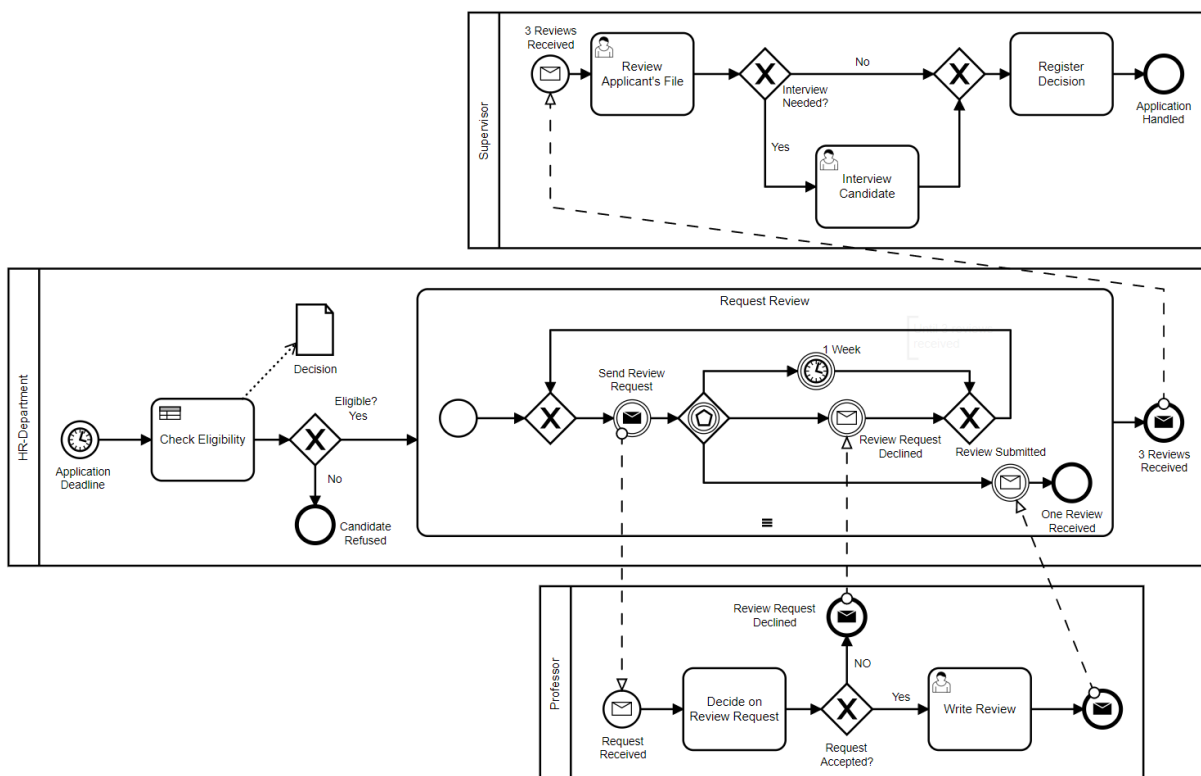 3 Reviews
Received
Review
Applicant's File
Interview
Needed?
No
Yes
Interview
Candidate
Register
Decision
Application
Handled
Supervisor
HR-Department
Application
Deadline
Check Eligibility
Decision
Eligible?
Yes
No
Candidate
Refused
Request Review
Send Review
Request
1 Week
received
Review Request
Declined
Review Submitted
One Review
Received
3 Reviews
Received
Professor
Request
Received
Decide on
Review Request
Review Request
Declined
NO
Request
Accepted?
Yes
Write Review